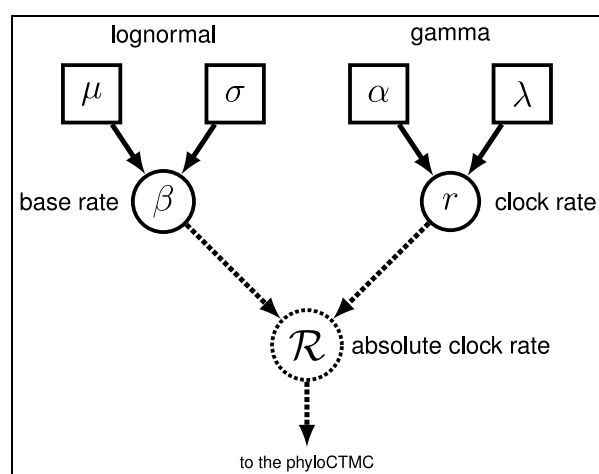 lognormal gamma
μ σ α λ
base rate β r clock rate
ℛ absolute clock rate
to the phyloCTMC